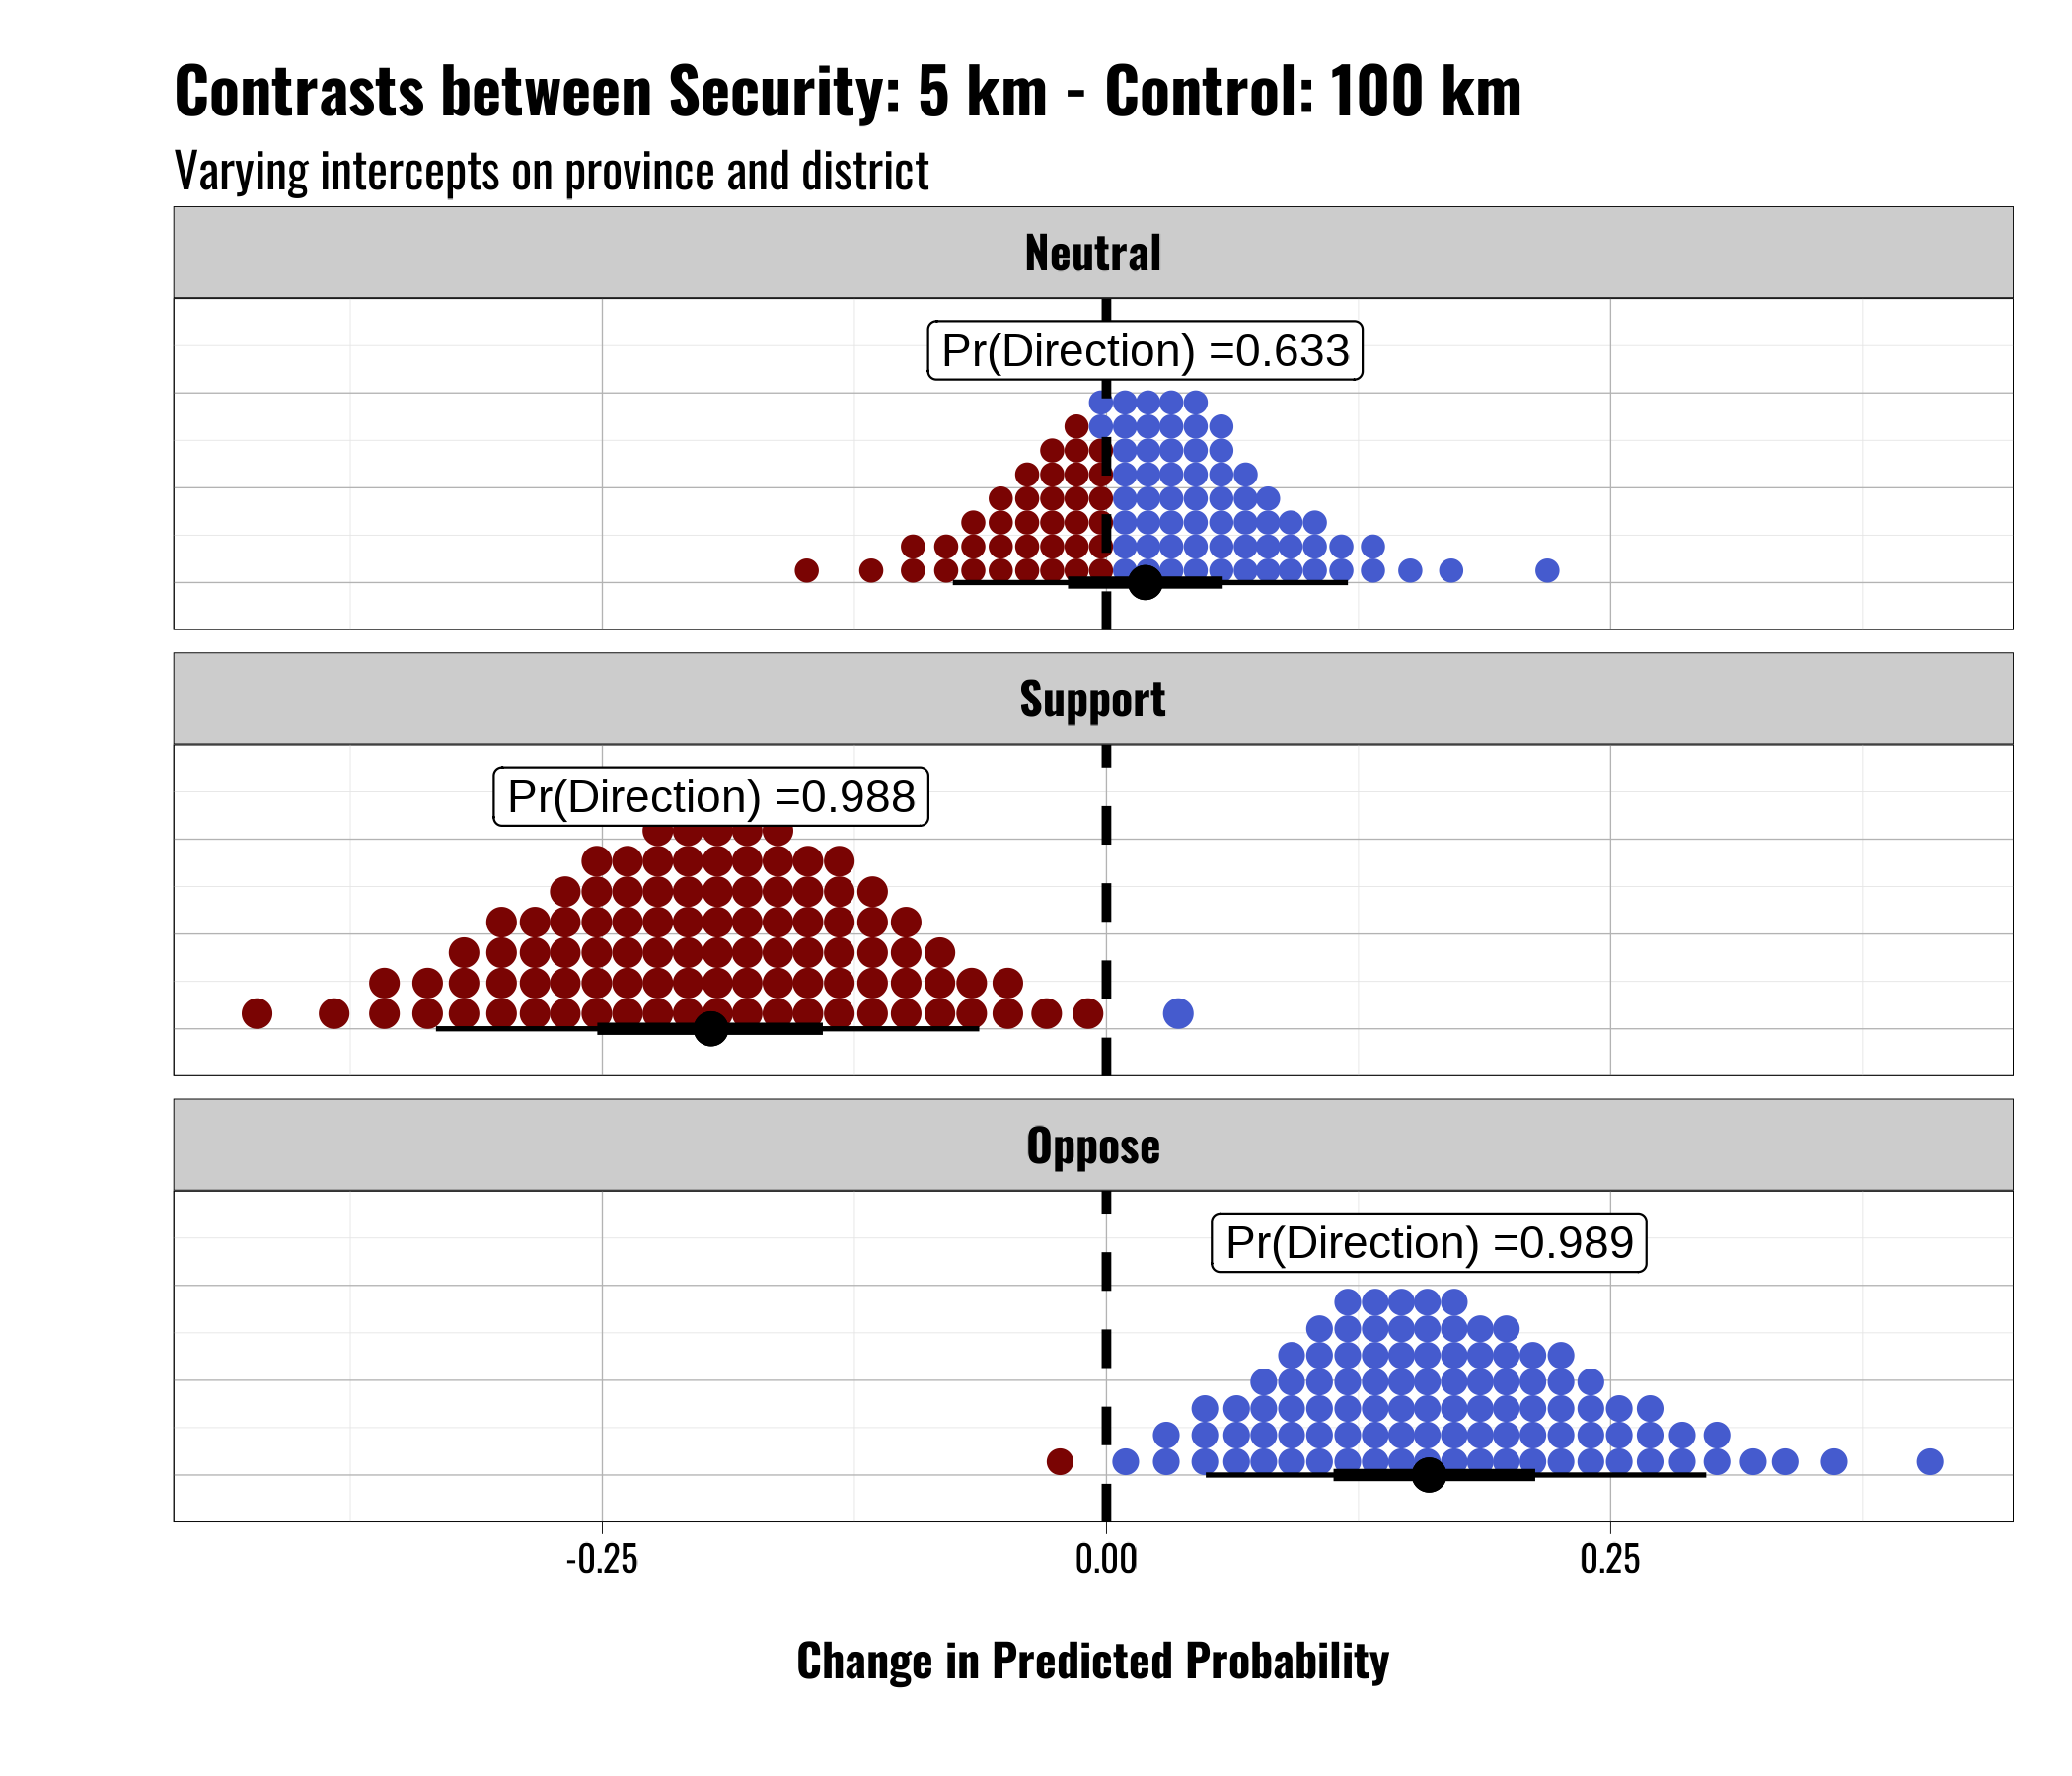 Contrasts between Security: 5 km - Control: 100 km
Varying intercepts on province and district
Neutral
Pr(Direction) =0.633
Support
Pr(Direction) =0.988
Oppose
Pr(Direction) =0.989
-0.25 0.00 0.25
Change in Predicted Probability